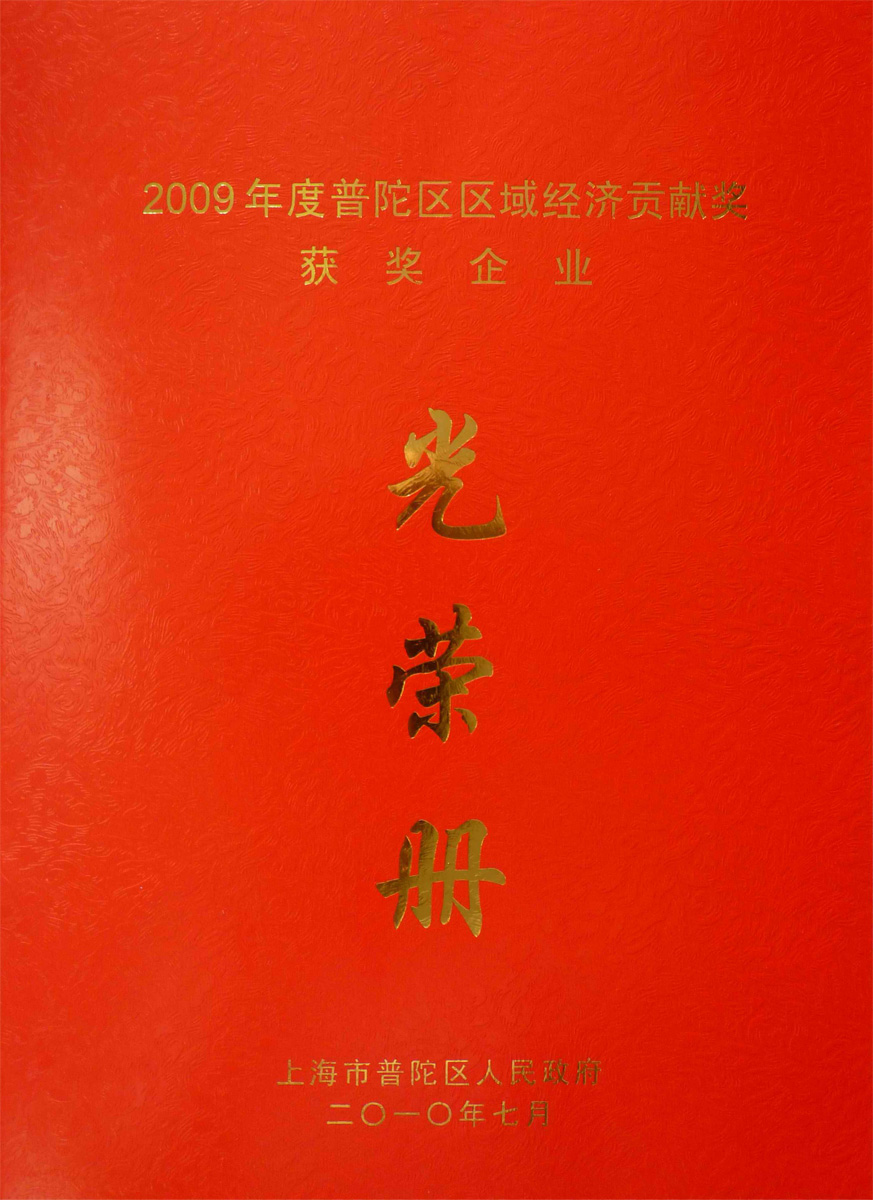 2009年度普陀区区域经济贡献奖
获奖企业
光荣册
上海市普陀区人民政府
二〇一〇年七月